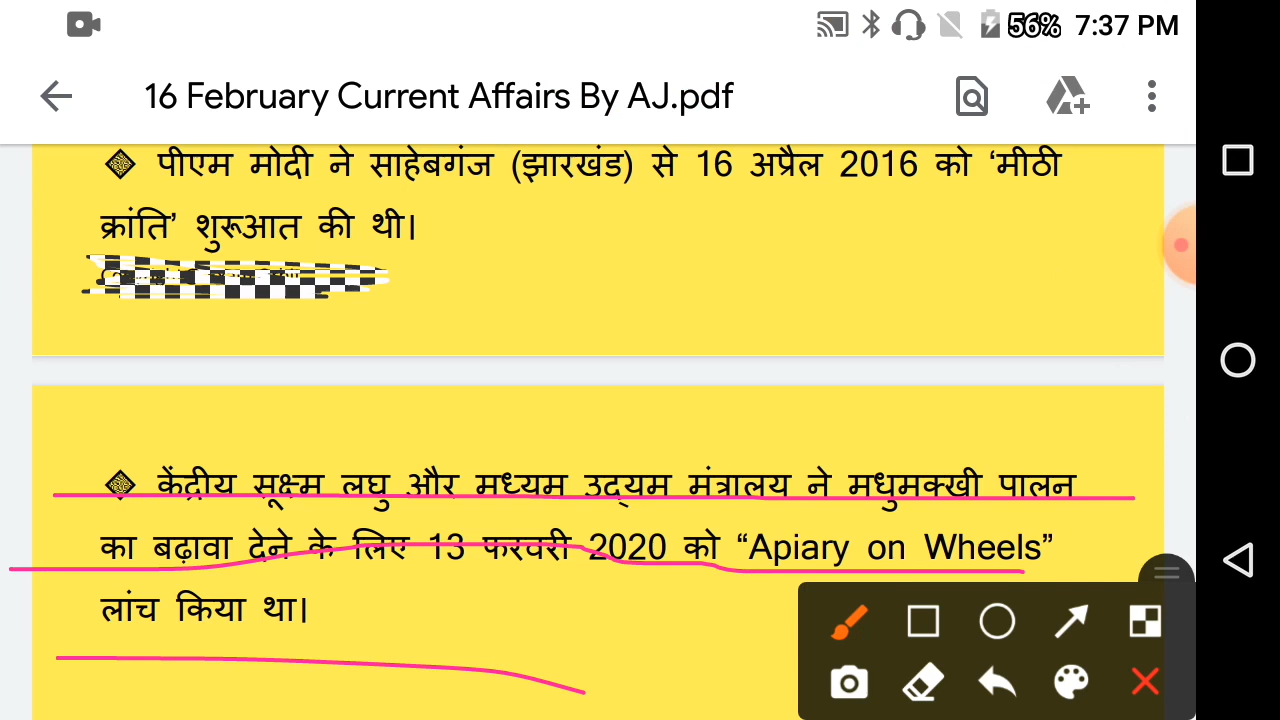 56% 7:37 PM
16 February Current Affairs By AJ.pdf
पीएम मोदी ने साहेबगंज (झारखंड) से 16 अप्रैल 2016 को ‘मीठी
क्रांति’ शुरूआत की थी।
केंद्रीय सूक्ष्म लघु और मध्यम उद्यम मंत्रालय ने मधुमक्खी पालन
का बढ़ावा देने के लिए 13 फरवरी 2020 को “Apiary on Wheels”
लांच किया था।